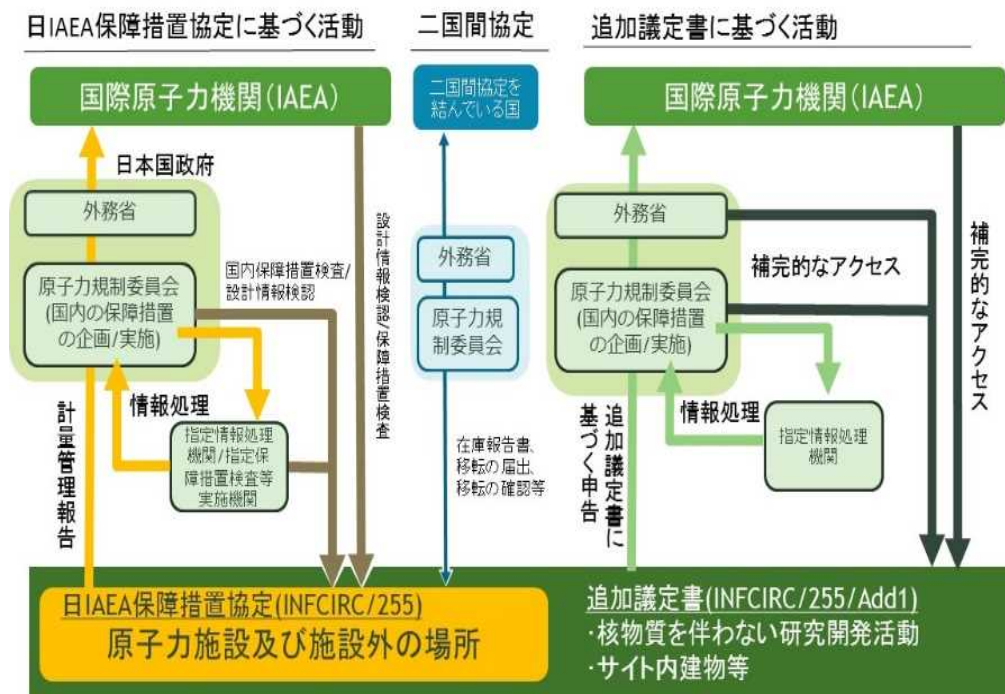 日IAEA保障措置協定に基づく活動
国際原子力機関(IAEA)
日本国政府
外務省
原子力規制委員会
(国内の保障措置
の企画/実施)
国内保障措置検査/
設計情報検認
設計情報検認/保障措置検査
情報処理
指定情報処理
機関/指定保
障措置検査等
実施機関
計量管理報告
二国間協定
二国間協定を
結んでいる国
外務省
原子力規
制委員会
在庫報告書、
移転の届出、
移転の確認等
追加議定書に基づく活動
国際原子力機関(IAEA)
外務省
原子力規制委員会
(国内の保障措置
の企画/実施)
補完的なアクセス
補完的なアクセス
情報処理
指定情報処理
機関
追加議定書に
基づく申告
日IAEA保障措置協定(INFCIRC/255)
原子力施設及び施設外の場所
追加議定書(INFCIRC/255/Add1)
・核物質を伴わない研究開発活動
・サイト内建物等